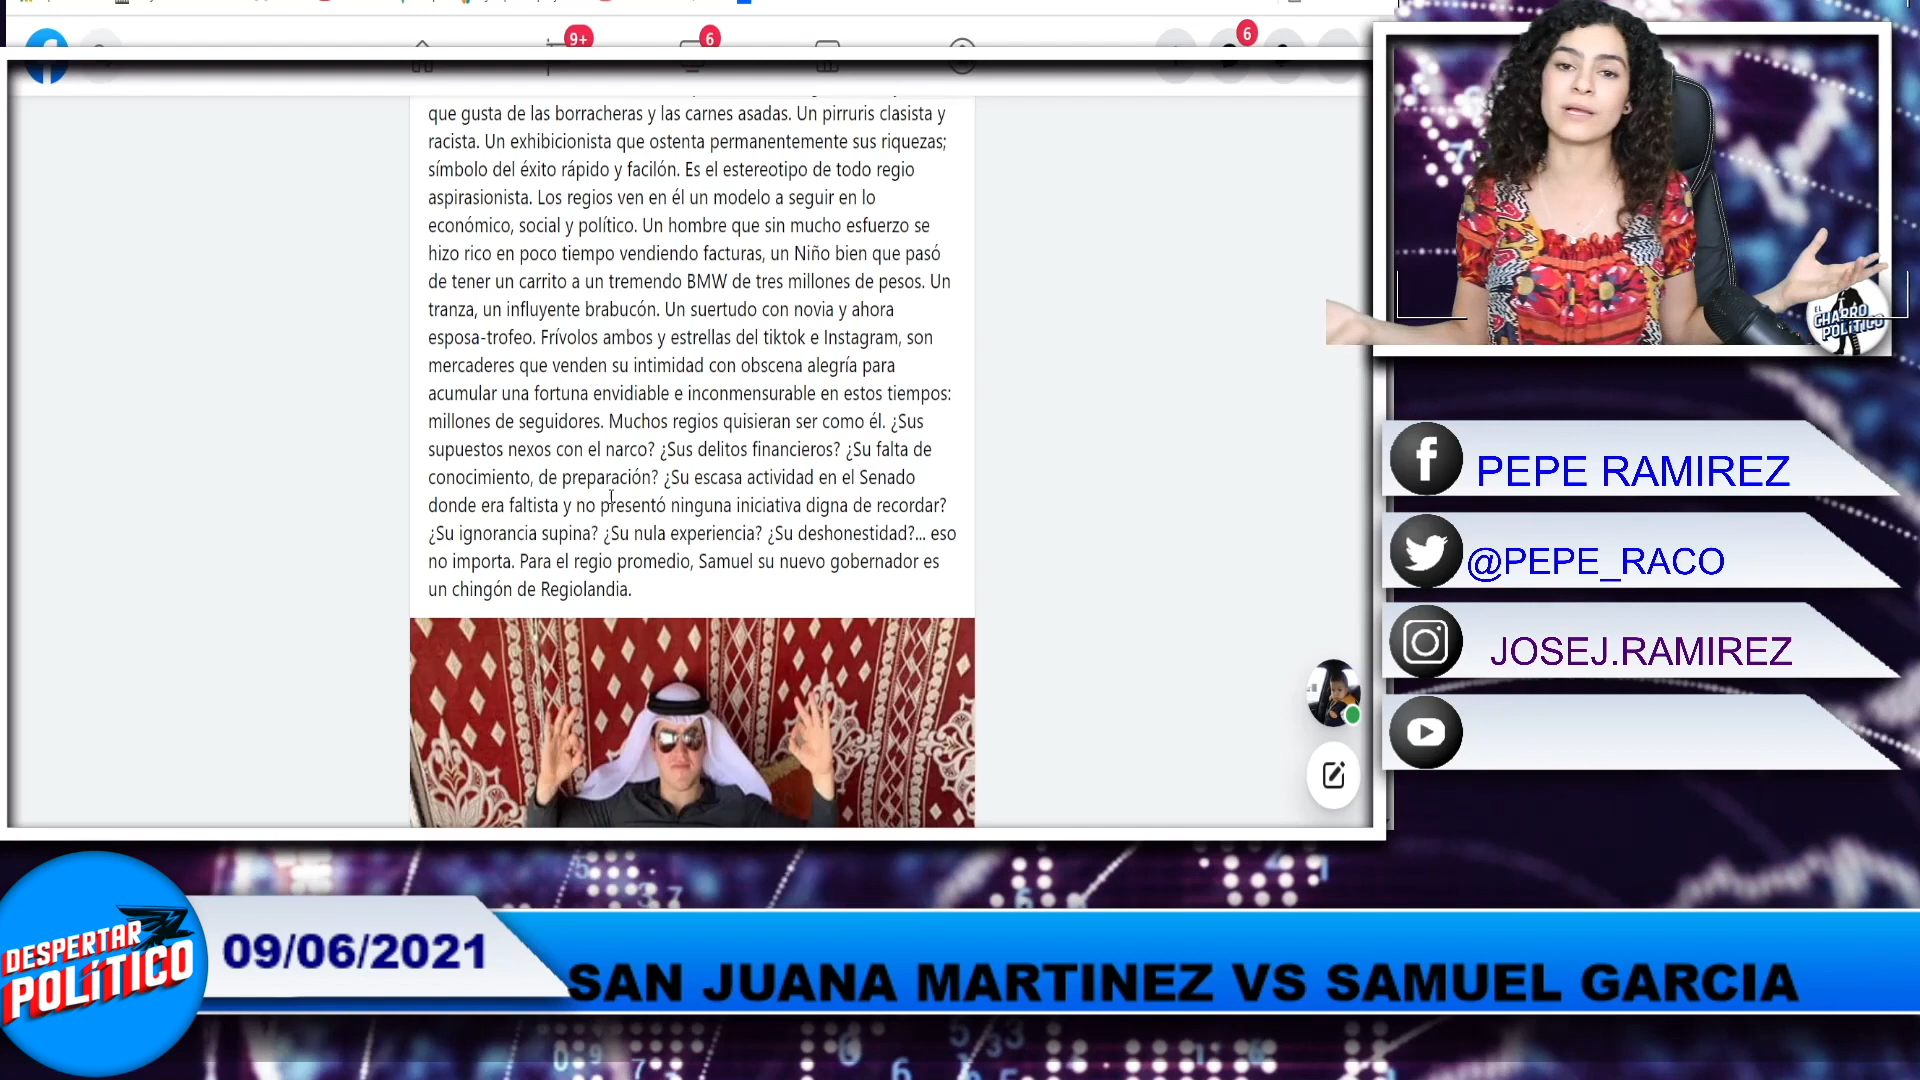 9+
6
6
que gusta de las borracheras y las carnes asadas. Un pirruris clasista y
racista. Un exhibicionista que ostenta permanentemente sus riquezas;
símbolo del éxito rápido y facilón. Es el estereotipo de todo regio
aspirasionista. Los regios ven en él un modelo a seguir en lo
económico, social y político. Un hombre que sin mucho esfuerzo se
hizo rico en poco tiempo vendiendo facturas, un Niño bien que pasó
de tener un carrito a un tremendo BMW de tres millones de pesos. Un
tranza, un influyente brabucón. Un suertudo con novia y ahora
esposa-trofeo. Frívolos ambos y estrellas del tiktok e Instagram, son
mercaderes que venden su intimidad con obscena alegría para
acumular una fortuna envidiable e inconmensurable en estos tiempos:
millones de seguidores. Muchos regios quisieran ser como él. ¿Sus
supuestos nexos con el narco? ¿Sus delitos financieros? ¿Su falta de
conocimiento, de preparación? ¿Su escasa actividad en el Senado
donde era faltista y no presentó ninguna iniciativa digna de recordar?
¿Su ignorancia supina? ¿Su nula experiencia? ¿Su deshonestidad?... eso
no importa. Para el regio promedio, Samuel su nuevo gobernador es
un chingón de Regiolandia.
EL
CHARRO
POLÍTICO
PEPE RAMIREZ
@PEPE_RACO
JOSEJ.RAMIREZ
DESPERTAR
POLÍTICO
09/06/2021
SAN JUANA MARTINEZ VS SAMUEL GARCIA